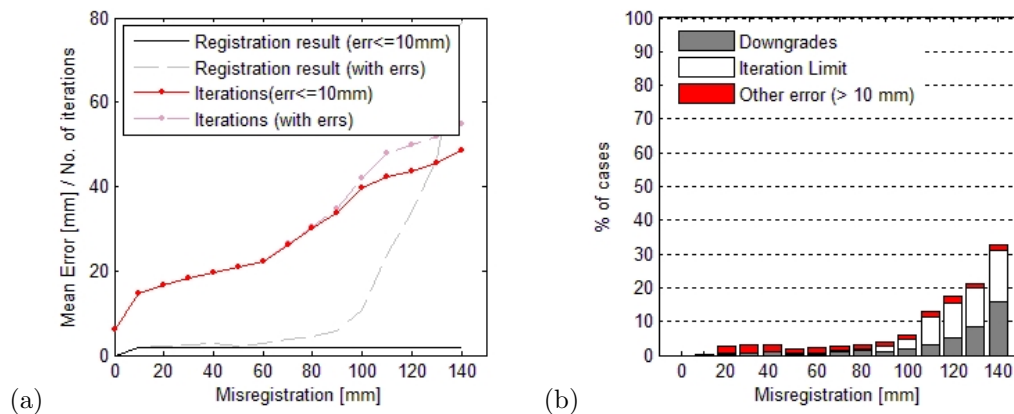 80
60
40
20
0
Mean Error [mm] / No. of iterations
Registration result (err<=10mm)
Registration result (with errs)
Iterations(err<=10mm)
Iterations (with errs)
0 20 40 60 80 100 120 140
Misregistration [mm]
(a)
100
90
80
70
60
50
40
30
20
10
0
% of cases
Downgrades
Iteration Limit
Other error (> 10 mm)
0 20 40 60 80 100 120 140
Misregistration [mm]
(b)